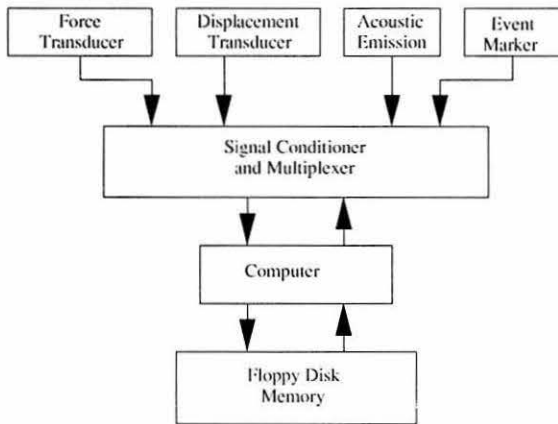 Force
Transducer
Displacement
Transducer
Acoustic
Emission
Event
Marker
Signal Conditioner
and Multiplexer
Computer
Floppy Disk
Memory